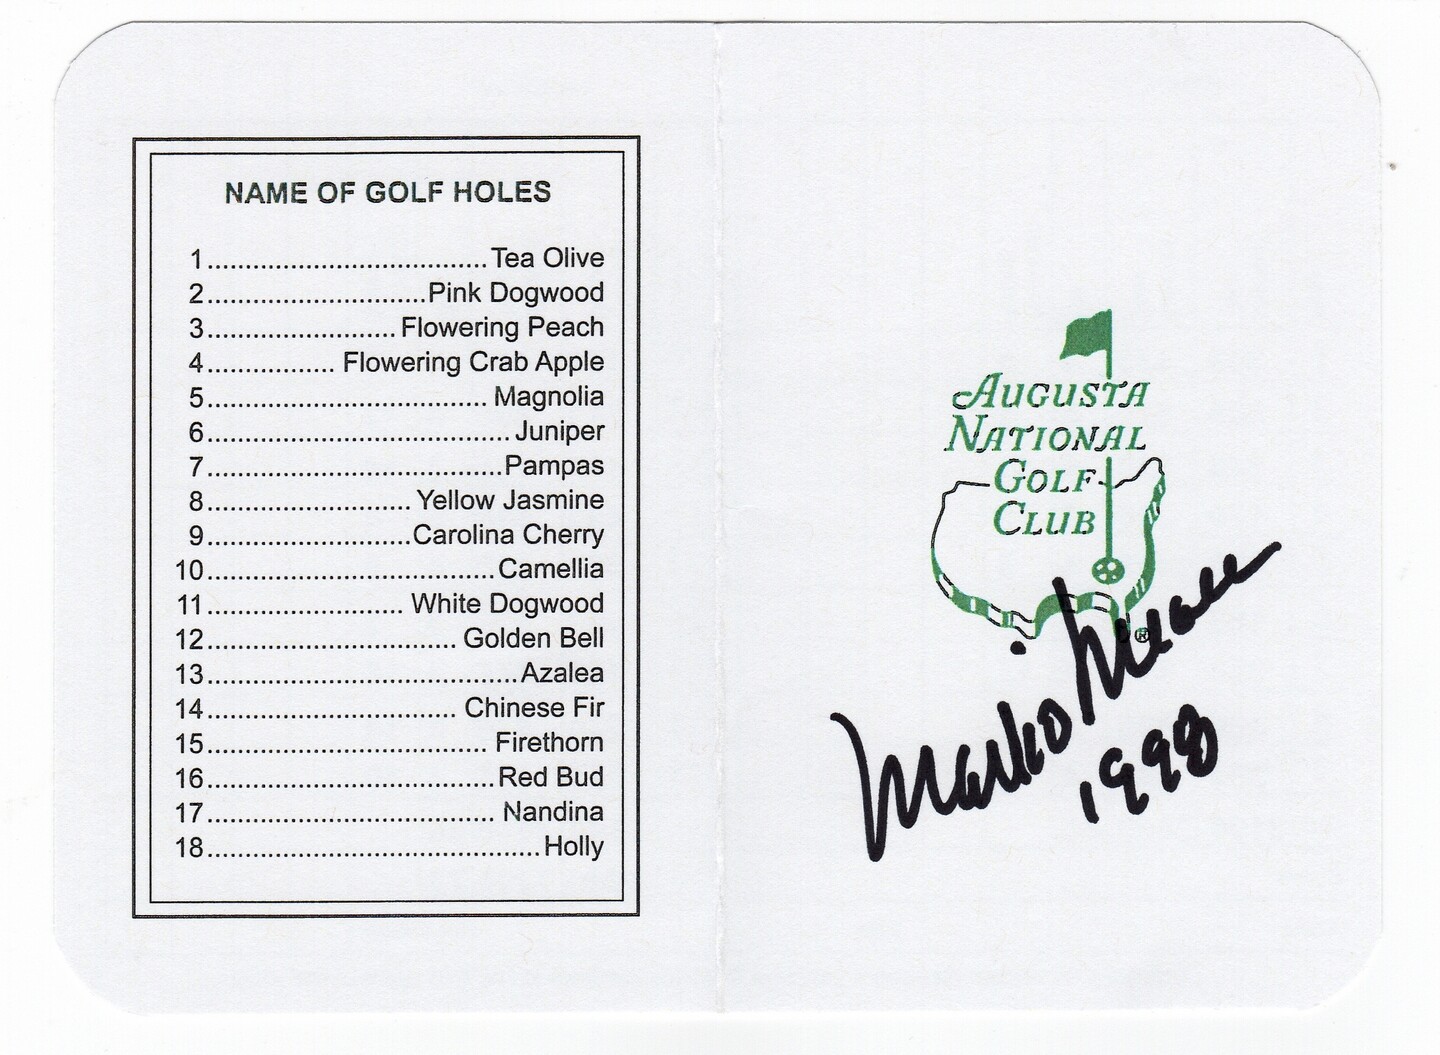 NAME OF GOLF HOLES
1....................................Tea Olive
2............................Pink Dogwood
3........................ Flowering Peach
4................ Flowering Crab Apple
5.................................... Magnolia
6....................................... Juniper
7......................................Pampas
8.......................... Yellow Jasmine
9..........................Carolina Cherry
10.....................................Camellia
11......................... White Dogwood
12................................ Golden Bell
13........................................Azalea
14................................ Chinese Fir
15.................................... Firethorn
16.....................................Red Bud
17..................................... Nandina
18...........................................Holly
AUGUSTA
NATIONAL
GOLF
CLUB
®
Mark O'Meara
1998